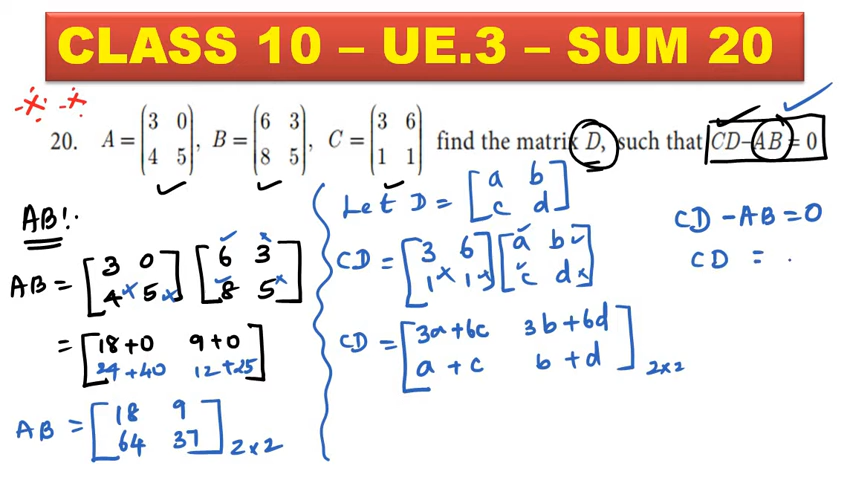 CLASS 10 – UE.3 – SUM 20
20. A = (3 0 4 5), B = (6 3 8 5), C = (3 6 1 1) find the matrix D, such that CD–AB = 0
AB:-
AB = [3 0 4 5] [6 3 8 5]
= [18+0 9+0 24+40 12+25]
AB = [18 9 64 37] 2×2
Let D = [a b c d]
CD = [3 6 1 1] [a b c d]
CD = [3a+6c 3b+6d a+c b+d] 2×2
CD - AB = 0
CD =